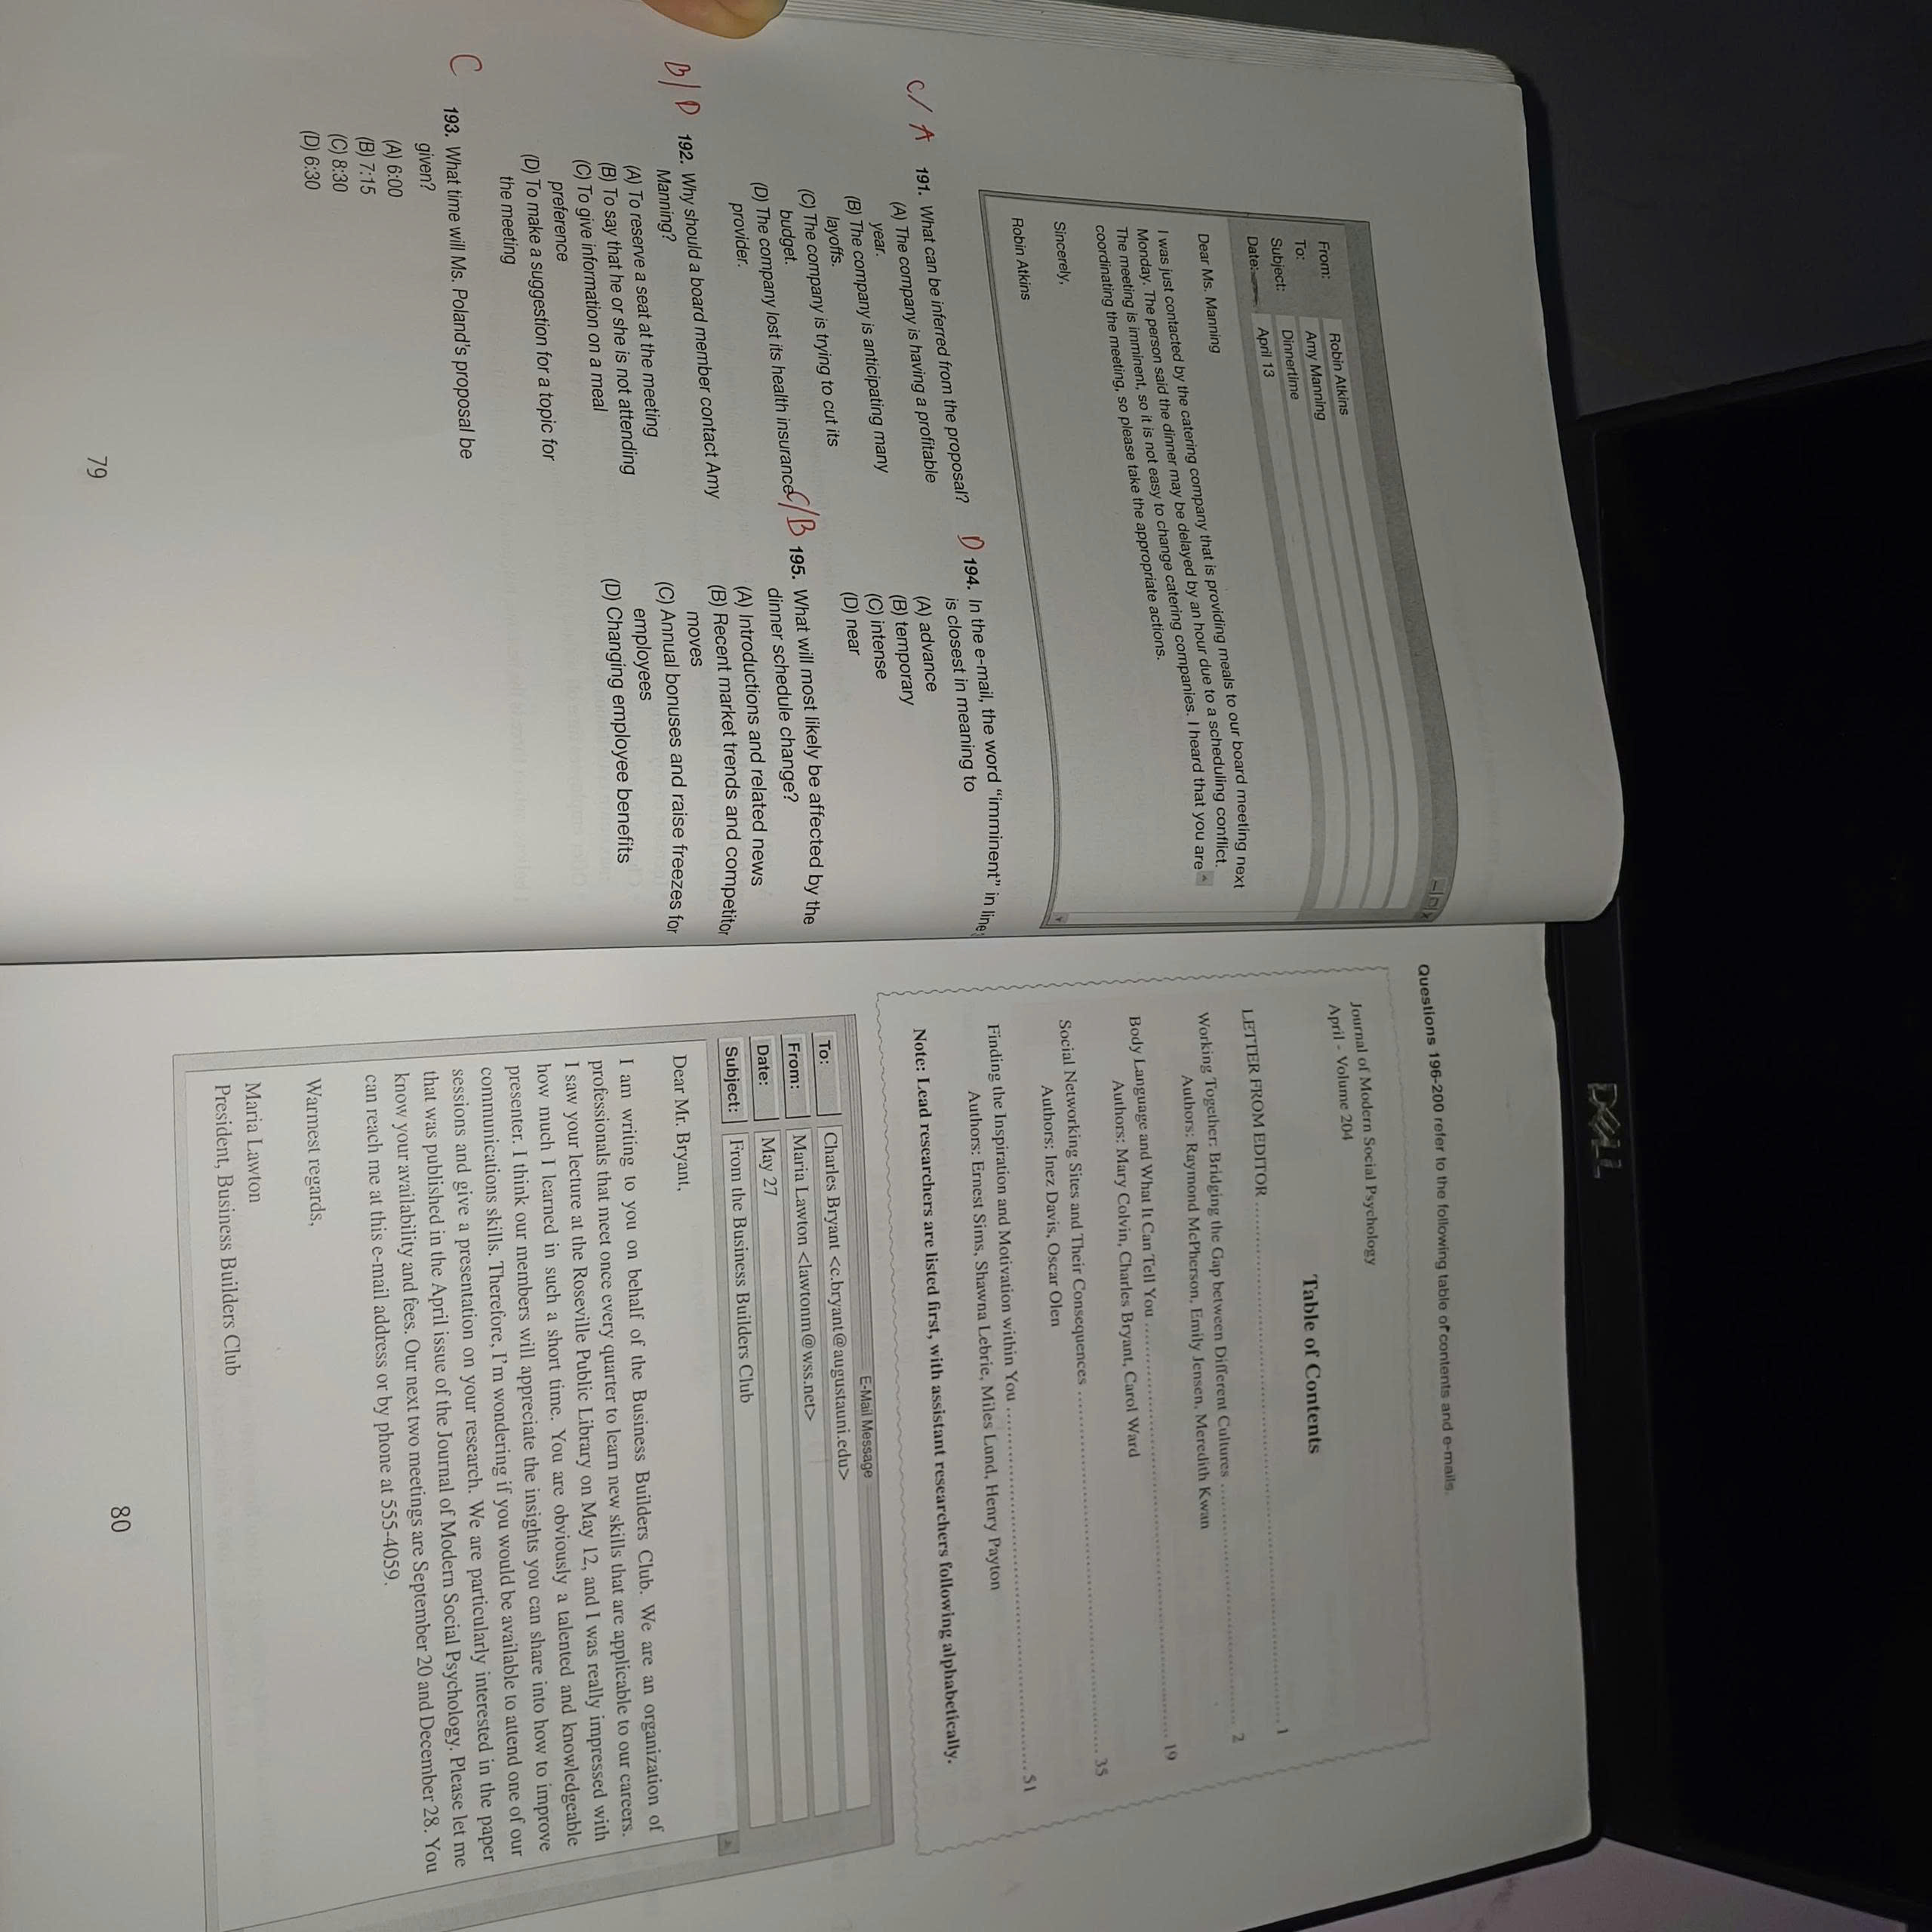 From: Robin Atkins
To: Amy Manning
Subject: Dinnertime
Date: April 13
Dear Ms. Manning
I was just contacted by the catering company that is providing meals to our board meeting next
Monday. The person said the dinner may be delayed by an hour due to a scheduling conflict.
The meeting is imminent, so it is not easy to change catering companies. I heard that you are
coordinating the meeting, so please take the appropriate actions.
Sincerely,
Robin Atkins
C/A 191. What can be inferred from the proposal?
(A) The company is having a profitable
year.
(B) The company is anticipating many
layoffs.
(C) The company is trying to cut its
budget.
(D) The company lost its health insurance
provider.
B/D 192. Why should a board member contact Amy
Manning?
(A) To reserve a seat at the meeting
(B) To say that he or she is not attending
(C) To give information on a meal
preference
(D) To make a suggestion for a topic for
the meeting
C 193. What time will Ms. Poland's proposal be
given?
(A) 6:00
(B) 7:15
(C) 8:30
(D) 6:30
D 194. In the e-mail, the word "imminent" in line
is closest in meaning to
(A) advance
(B) temporary
(C) intense
(D) near
C/B 195. What will most likely be affected by the
dinner schedule change?
(A) Introductions and related news
(B) Recent market trends and competitor
moves
(C) Annual bonuses and raise freezes for
employees
(D) Changing employee benefits
79
Questions 196-200 refer to the following table of contents and e-mails.
Journal of Modern Social Psychology
April - Volume 204
Table of Contents
LETTER FROM EDITOR 1
Working Together: Bridging the Gap between Different Cultures 2
Authors: Raymond McPherson, Emily Jensen, Meredith Kwan
Body Language and What It Can Tell You 19
Authors: Mary Colvin, Charles Bryant, Carol Ward
Social Networking Sites and Their Consequences 35
Authors: Inez Davis, Oscar Olen
Finding the Inspiration and Motivation within You 51
Authors: Ernest Sims, Shawna Lebrie, Miles Lund, Henry Payton
Note: Lead researchers are listed first, with assistant researchers following alphabetically.
E-Mail Message
To: Charles Bryant <c.bryant@augustauni.edu>
From: Maria Lawton <lawtonm@wss.net>
Date: May 27
Subject: From the Business Builders Club
Dear Mr. Bryant,
I am writing to you on behalf of the Business Builders Club. We are an organization of
professionals that meet once every quarter to learn new skills that are applicable to our careers.
I saw your lecture at the Roseville Public Library on May 12, and I was really impressed with
how much I learned in such a short time. You are obviously a talented and knowledgeable
presenter. I think our members will appreciate the insights you can share into how to improve
communications skills. Therefore, I'm wondering if you would be available to attend one of our
sessions and give a presentation on your research. We are particularly interested in the paper
that was published in the April issue of the Journal of Modern Social Psychology. Please let me
know your availability and fees. Our next two meetings are September 20 and December 28. You
can reach me at this e-mail address or by phone at 555-4059.
Warmest regards,
Maria Lawton
President, Business Builders Club
80
DELL